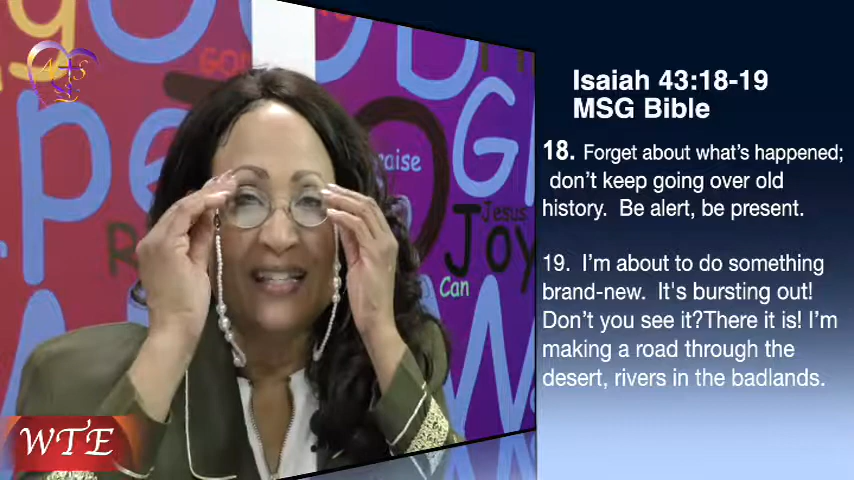 Isaiah 43:18-19
MSG Bible
18. Forget about what's happened;
don't keep going over old
history. Be alert, be present.
19. I'm about to do something
brand-new. It's bursting out!
Don't you see it?There it is! I'm
making a road through the
desert, rivers in the badlands.
GOD
Praise
Jesus
Joy
Can
WTE